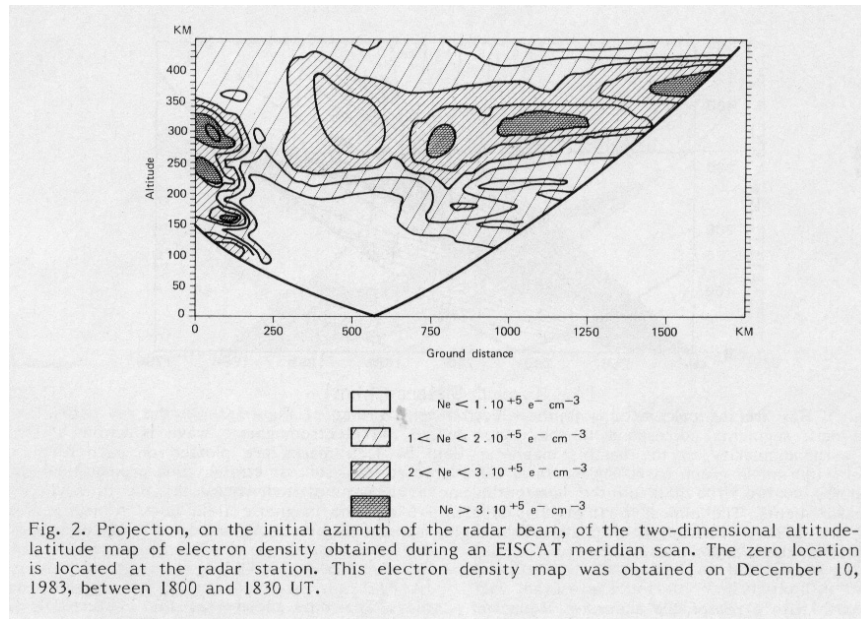 KM
400
350
300
250
200
150
100
50
0
Altitude
0 250 500 750 1000 1250 1500 KM
Ground distance
Ne < 1.10 +5 e− cm−3
1 < Ne < 2.10 +5 e− cm−3
2 < Ne < 3.10 +5 e− cm−3
Ne > 3.10 +5 e− cm−3
Fig. 2. Projection, on the initial azimuth of the radar beam, of the two-dimensional altitude-
latitude map of electron density obtained during an EISCAT meridian scan. The zero location
is located at the radar station. This electron density map was obtained on December 10,
1983, between 1800 and 1830 UT.